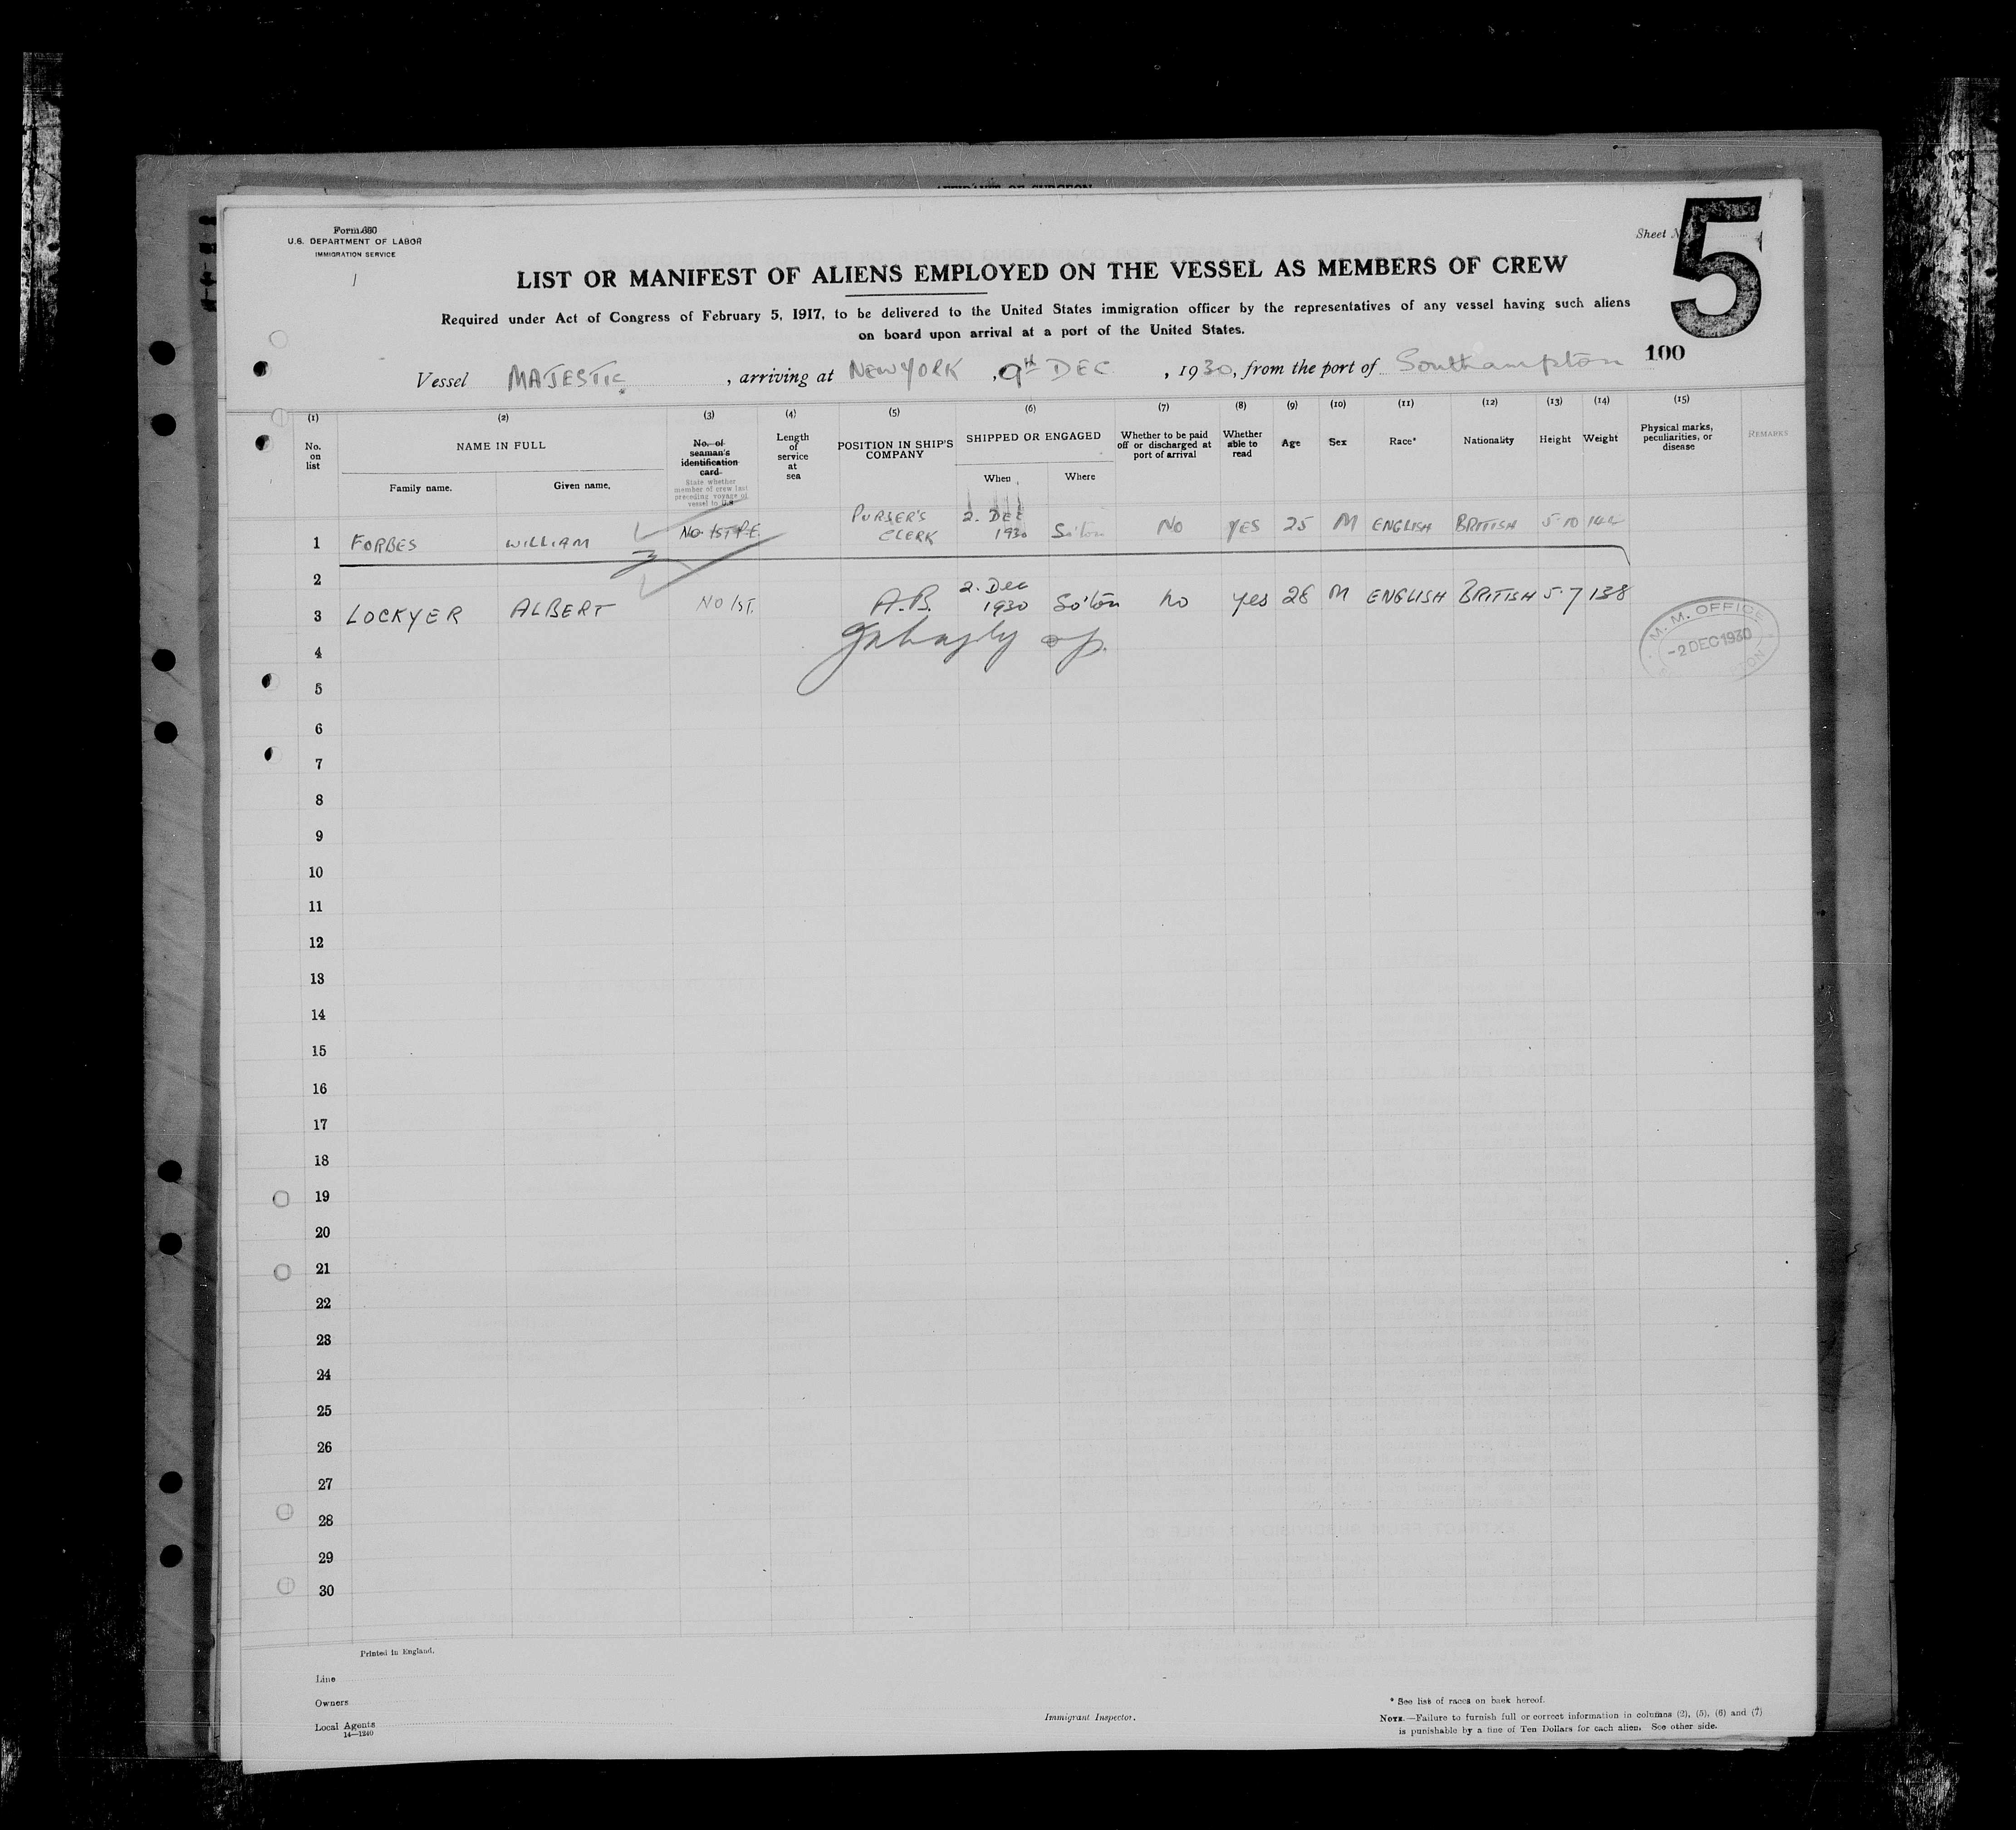 AFFIDAVIT OF SURGEON
Form 680
U.S. DEPARTMENT OF LABOR
IMMIGRATION SERVICE
1
Sheet No.
5
LIST OR MANIFEST OF ALIENS EMPLOYED ON THE VESSEL AS MEMBERS OF CREW
Required under Act of Congress of February 5, 1917, to be delivered to the United States immigration officer by the representatives of any vessel having such aliens
on board upon arrival at a port of the United States.
100
Vessel MAJESTIC, arriving at NEW YORK, 9th DEC, 1930, from the port of Southampton
(1) (2) (3) (4) (5) (6) (7) (8) (9) (10) (11) (12) (13) (14) (15)
No. on list
NAME IN FULL
Family name.
Given name.
No. of seaman's identification card
State whether member of crew last preceding voyage of vessel to U.S.
Length of service at sea
POSITION IN SHIP'S COMPANY
SHIPPED OR ENGAGED
When
Where
Whether to be paid off or discharged at port of arrival
Whether able to read
Age
Sex
Race*
Nationality
Height
Weight
Physical marks, peculiarities, or disease
REMARKS
1 FORBES WILLIAM No. 1ST P.E. PURSER'S CLERK 2. DEC 1930 So'ton NO YES 25 M ENGLISH BRITISH 5-10 144
2
3 LOCKYER ALBERT NO 1ST. A.B. 2. Dec 1930 So'ton No yes 28 M ENGLISH BRITISH 5.7 138
M. M. OFFICE
-2 DEC 1930
4
5
6
7
8
9
10
11
12
13
14
15
16
17
18
19
20
21
22
23
24
25
26
27
28
29
30
Printed in England.
Line
Owners
Local Agents
14—1240
Immigrant Inspector.
* See list of races on back hereof.
NOTE.—Failure to furnish full or correct information in columns (2), (5), (6) and (7)
is punishable by a fine of Ten Dollars for each alien. See other side.